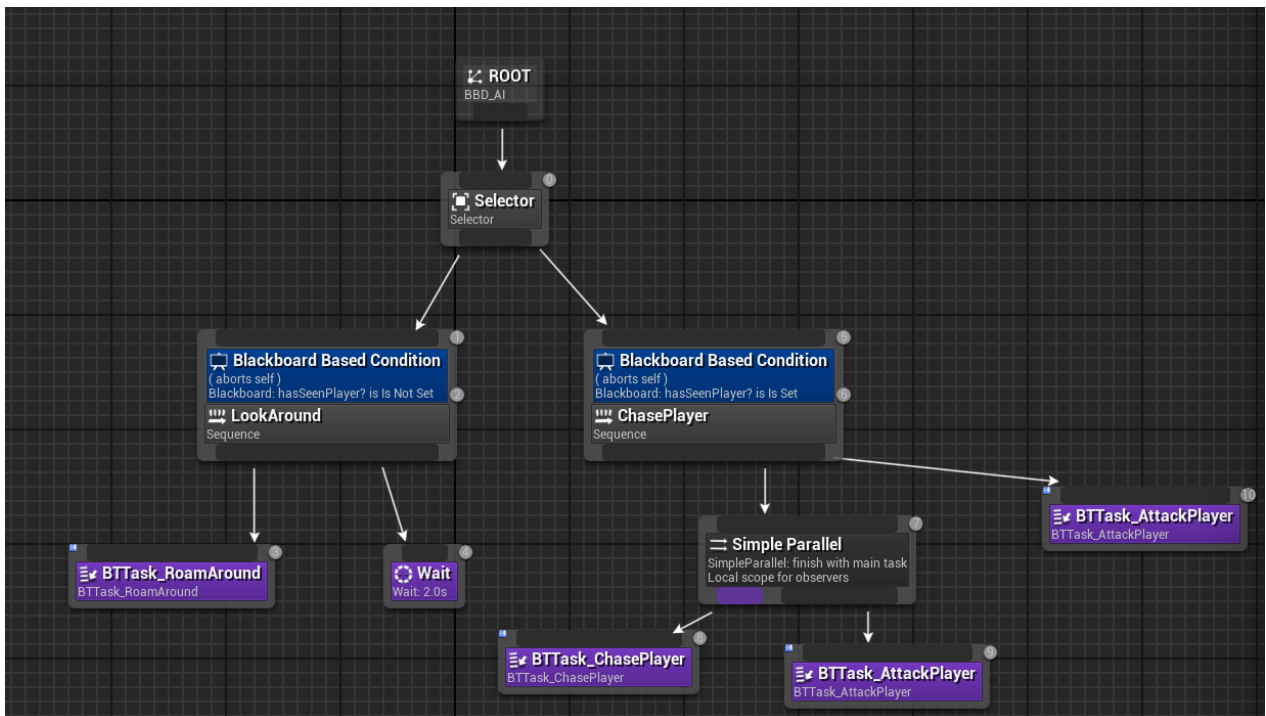 ROOT
BBD_AI
0
Selector
Selector
1
Blackboard Based Condition
( aborts self )
Blackboard: hasSeenPlayer? is Is Not Set
2
LookAround
Sequence
5
Blackboard Based Condition
( aborts self )
Blackboard: hasSeenPlayer? is Is Set
6
ChasePlayer
Sequence
3
BTTask_RoamAround
BTTask_RoamAround
4
Wait
Wait: 2.0s
7
Simple Parallel
SimpleParallel: finish with main task
Local scope for observers
10
BTTask_AttackPlayer
BTTask_AttackPlayer
8
BTTask_ChasePlayer
BTTask_ChasePlayer
9
BTTask_AttackPlayer
BTTask_AttackPlayer